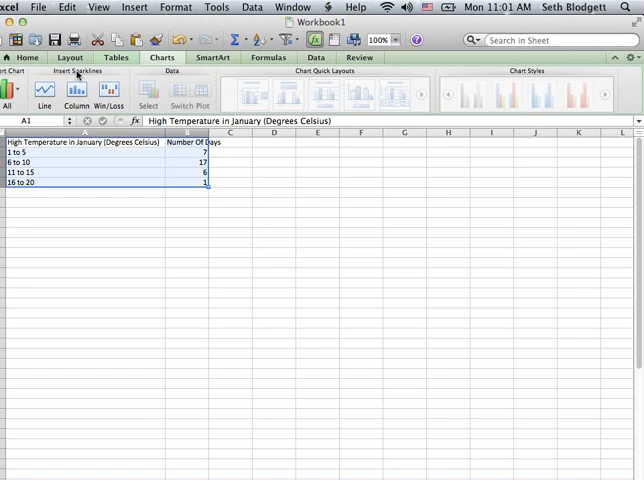 xcel File Edit View Insert Format Tools Data Window Help Mon 11:01 AM Seth Blodgett
Workbook1
100% Search in Sheet
Home Layout Tables Charts SmartArt Formulas Data Review
ert Chart Insert Sparklines Data Chart Quick Layouts Chart Styles
All Line Column Win/Loss Select Switch Plot
A1 fx High Temperature in January (Degrees Celsius)
A B C D E F G H I J K L
High Temperature in January (Degrees Celsius) Number Of Days
1 to 5 7
6 to 10 17
11 to 15 6
16 to 20 1